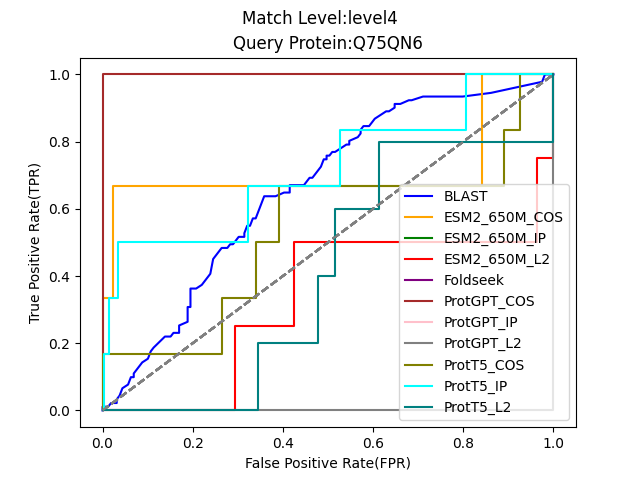 Match Level:level4
Query Protein:Q75QN6
True Positive Rate(TPR)
1.0
0.8
0.6
0.4
0.2
0.0
BLAST
ESM2_650M_COS
ESM2_650M_IP
ESM2_650M_L2
Foldseek
ProtGPT_COS
ProtGPT_IP
ProtGPT_L2
ProtT5_COS
ProtT5_IP
ProtT5_L2
0.0 0.2 0.4 0.6 0.8 1.0
False Positive Rate(FPR)